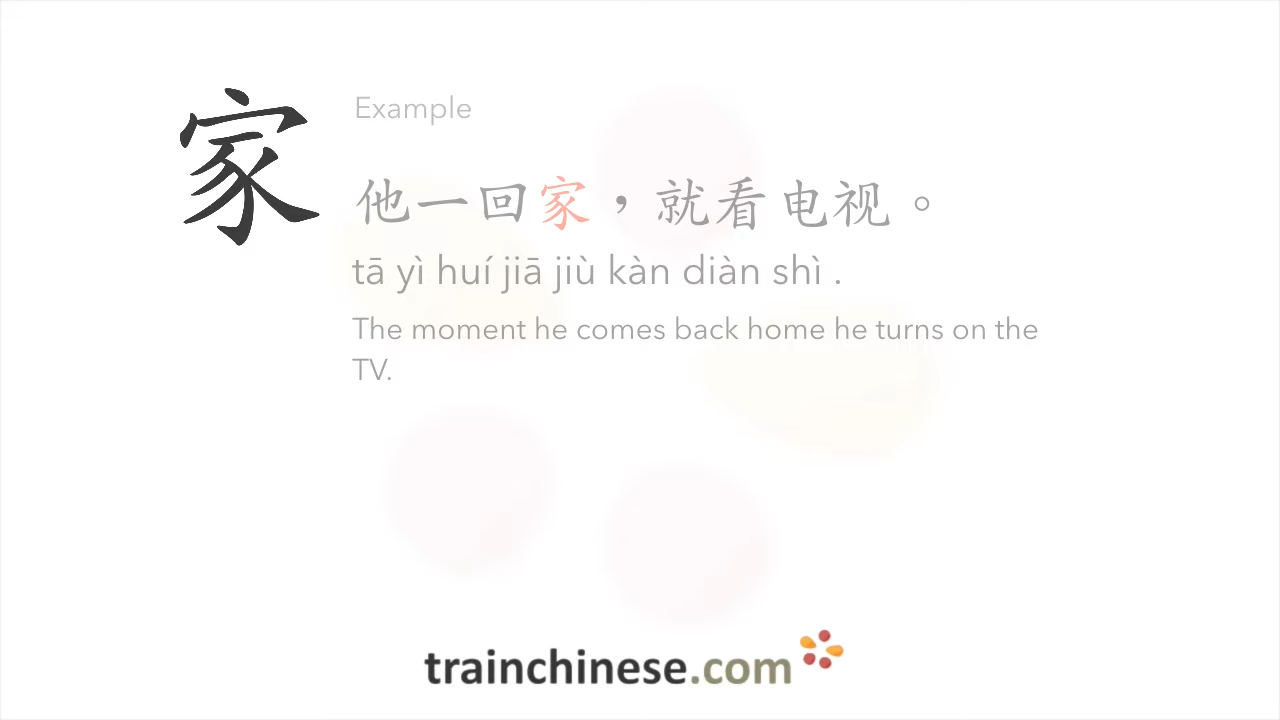 家
Example
他一回家，就看电视。
tā yì huí jiā jiù kàn diàn shì .
The moment he comes back home he turns on the
TV.
trainchinese.com